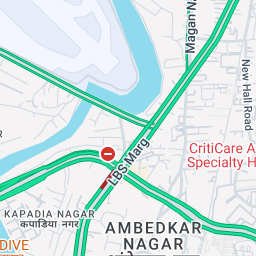 Magan N
New Hall Road
CritiCare A
Specialty H
LBS Marg
KAPADIA NAGAR
कपाडिया नगर
AMBEDKAR
NAGAR
DIVE